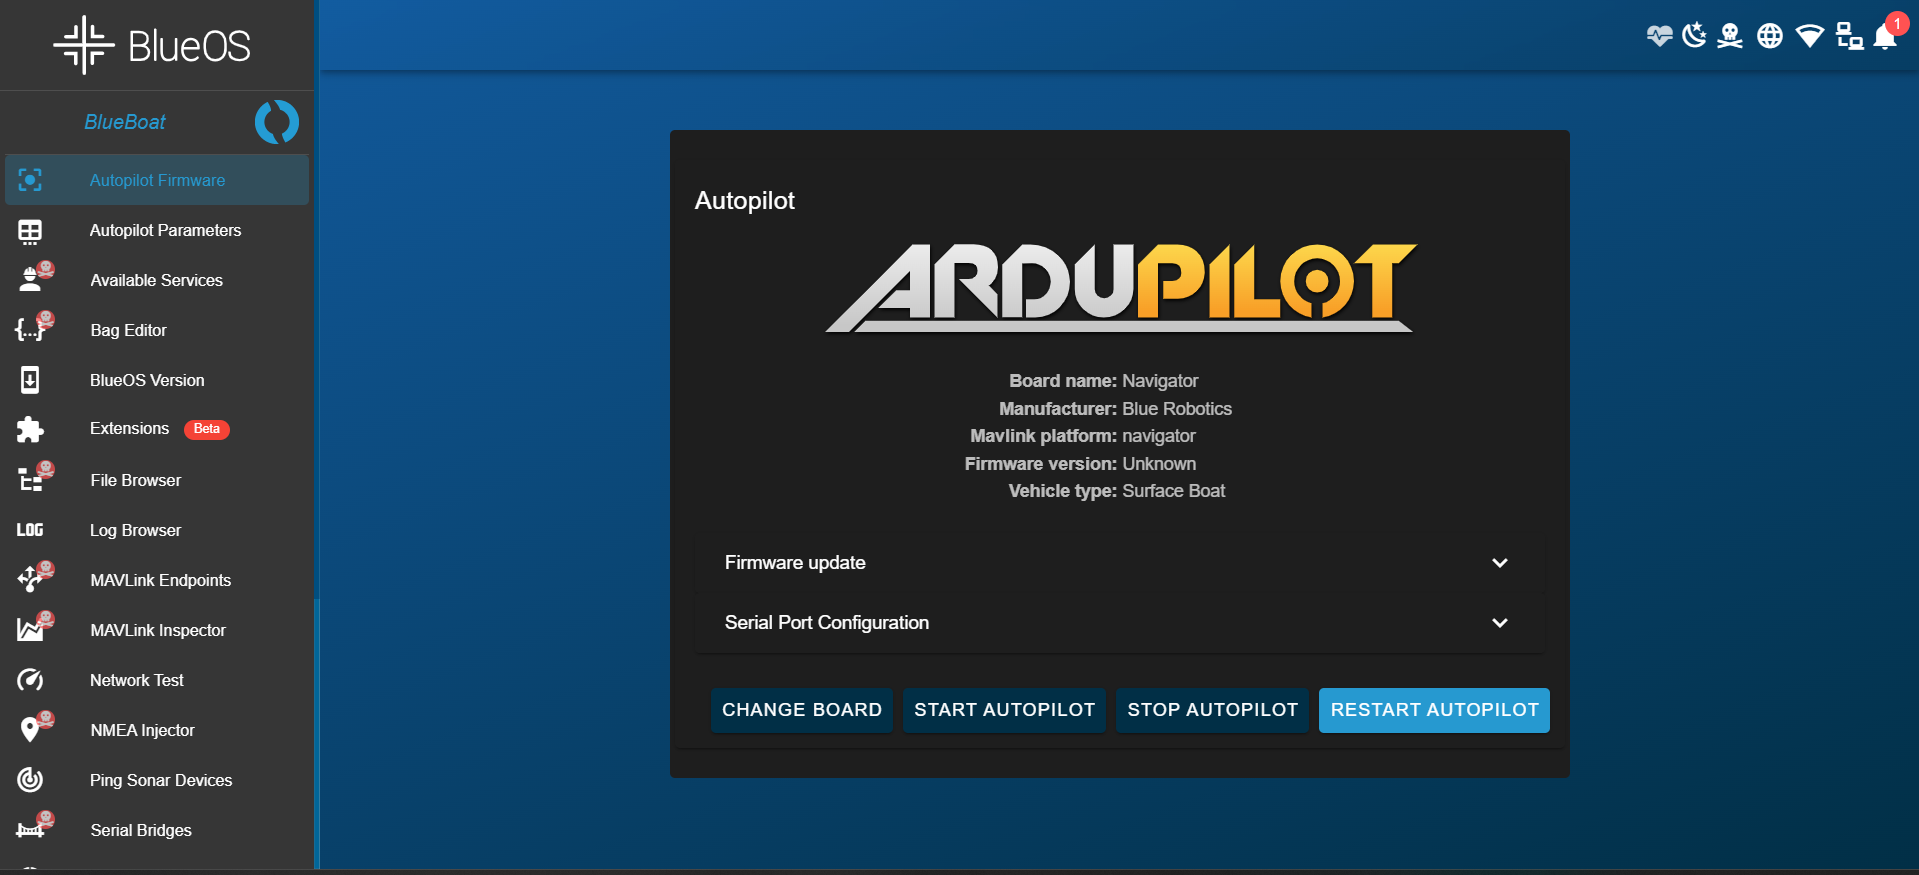 BlueOS
1
BlueBoat
Autopilot Firmware
Autopilot Parameters
Available Services
Bag Editor
BlueOS Version
Extensions Beta
File Browser
LOG Log Browser
MAVLink Endpoints
MAVLink Inspector
Network Test
NMEA Injector
Ping Sonar Devices
Serial Bridges
Autopilot
ARDUPILOT
Board name: Navigator
Manufacturer: Blue Robotics
Mavlink platform: navigator
Firmware version: Unknown
Vehicle type: Surface Boat
Firmware update
Serial Port Configuration
CHANGE BOARD START AUTOPILOT STOP AUTOPILOT RESTART AUTOPILOT